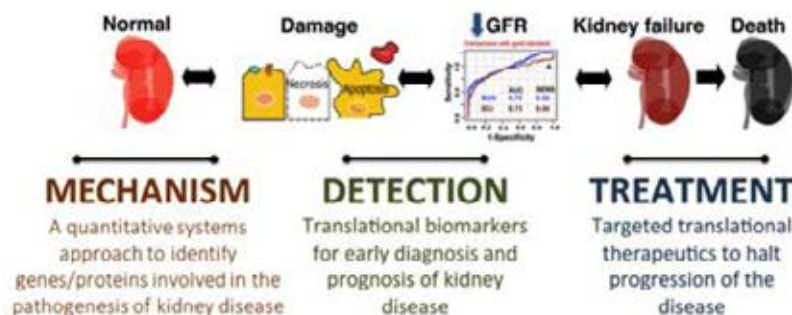 Normal
Damage
GFR
Kidney failure
Death
Necrosis
Apoptosis
Sensitivity
AUC
1-Specificity
MECHANISM
A quantitative systems
approach to identify
genes/proteins involved in the
pathogenesis of kidney disease
DETECTION
Translational biomarkers
for early diagnosis and
prognosis of kidney
disease
TREATMENT
Targeted translational
therapeutics to halt
progression of the
disease